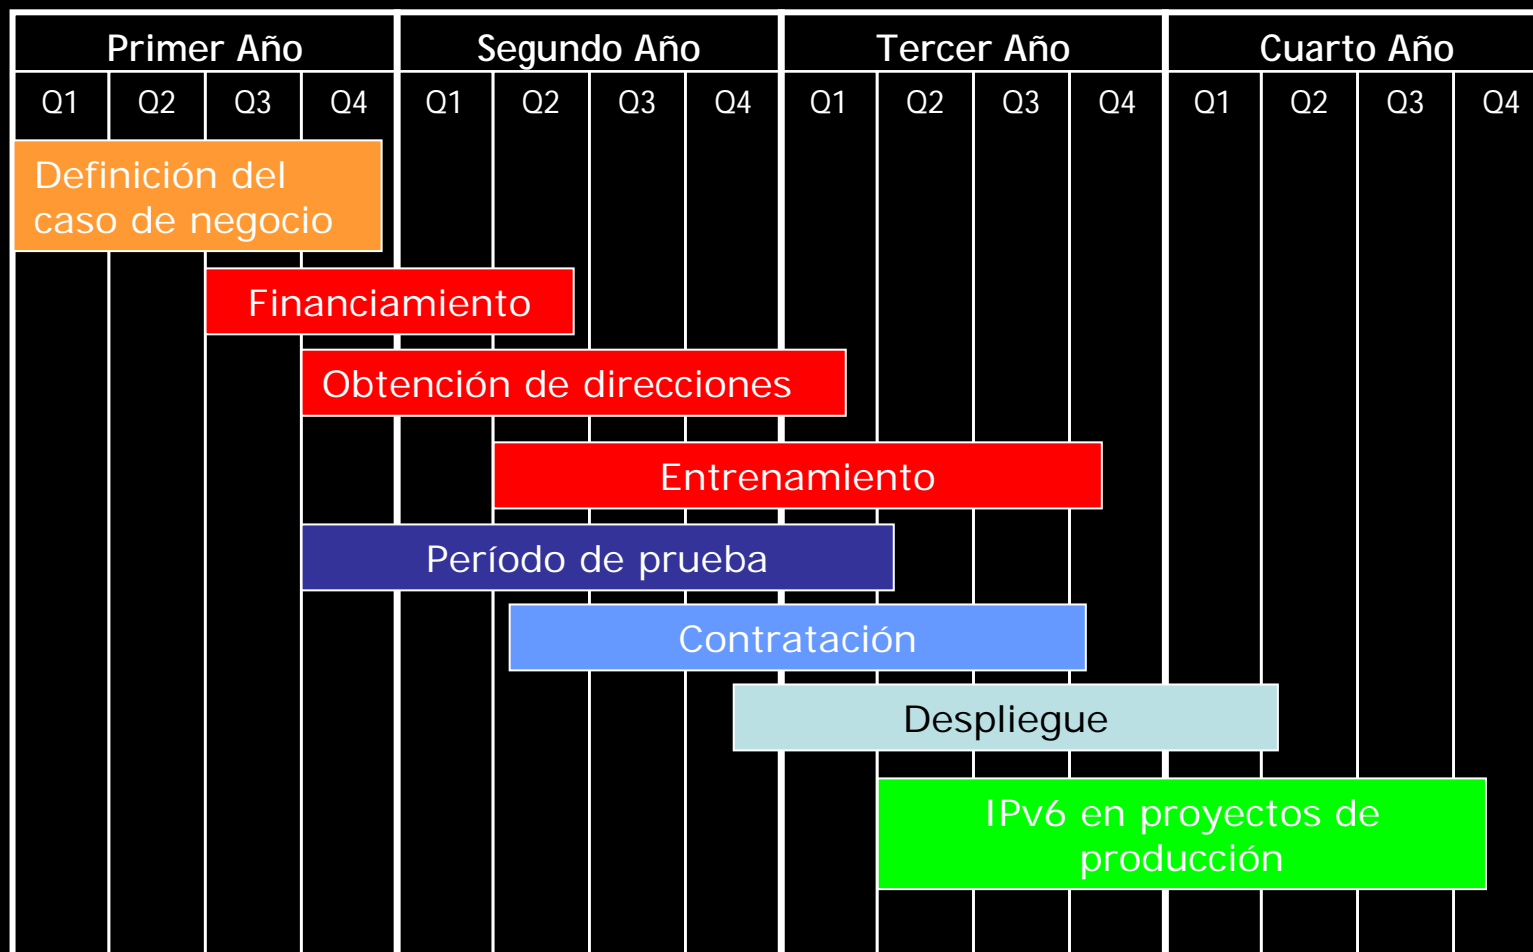 Primer Año Segundo Año Tercer Año Cuarto Año
Q1 Q2 Q3 Q4 Q1 Q2 Q3 Q4 Q1 Q2 Q3 Q4 Q1 Q2 Q3 Q4
Definición del
caso de negocio
Financiamiento
Obtención de direcciones
Entrenamiento
Período de prueba
Contratación
Despliegue
IPv6 en proyectos de
producción